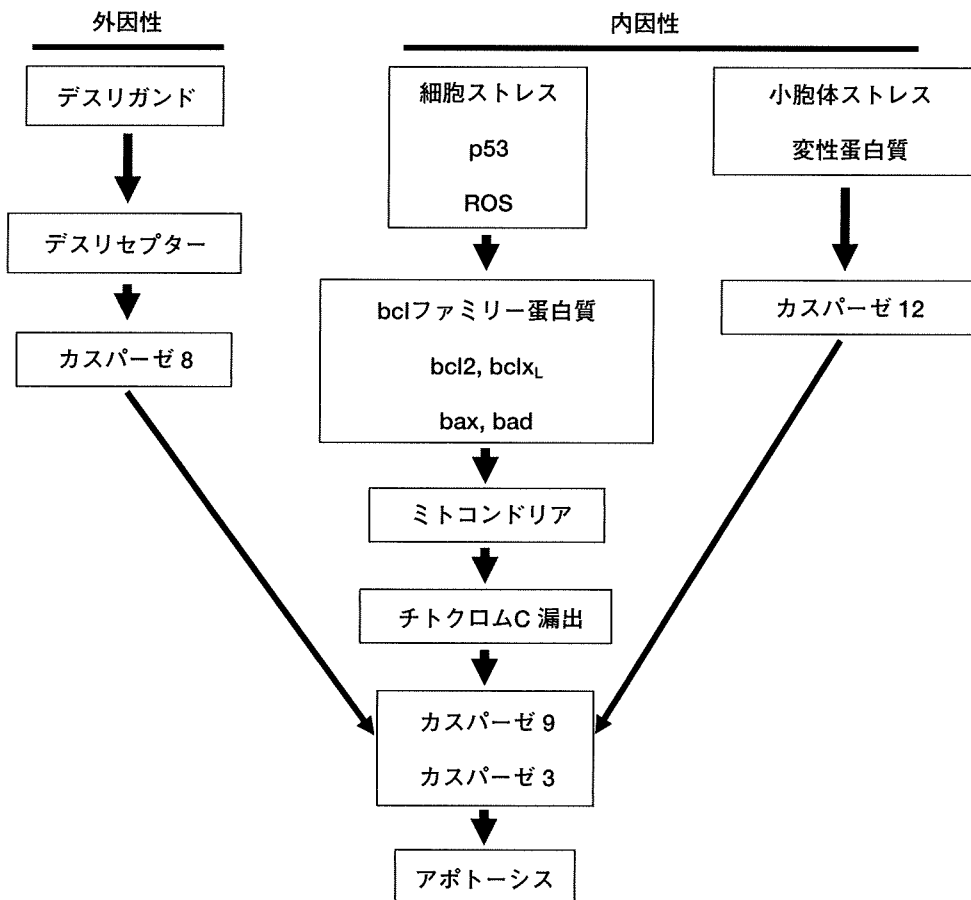 外因性
デスリガンド
デスリセプター
カスパーゼ 8
内因性
細胞ストレス
p53
ROS
bclファミリー蛋白質
bcl2, bclxL
bax, bad
ミトコンドリア
チトクロムC 漏出
小胞体ストレス
変性蛋白質
カスパーゼ 12
カスパーゼ 9
カスパーゼ 3
アポトーシス